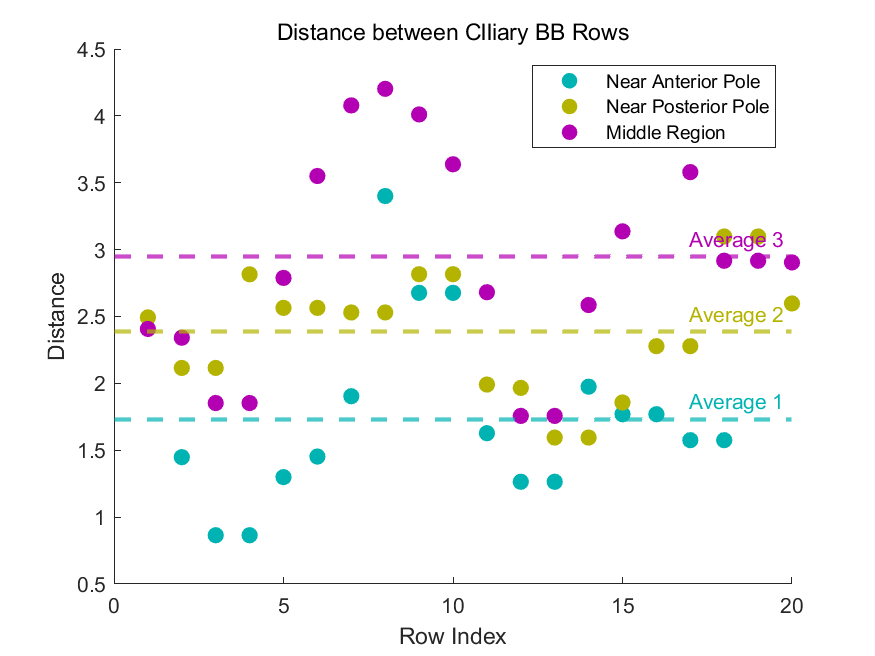 Distance between CIliary BB Rows
4.5
4
3.5
3
2.5
2
1.5
1
0.5
0
5
10
15
20
Distance
Row Index
Near Anterior Pole
Near Posterior Pole
Middle Region
Average 3
Average 2
Average 1